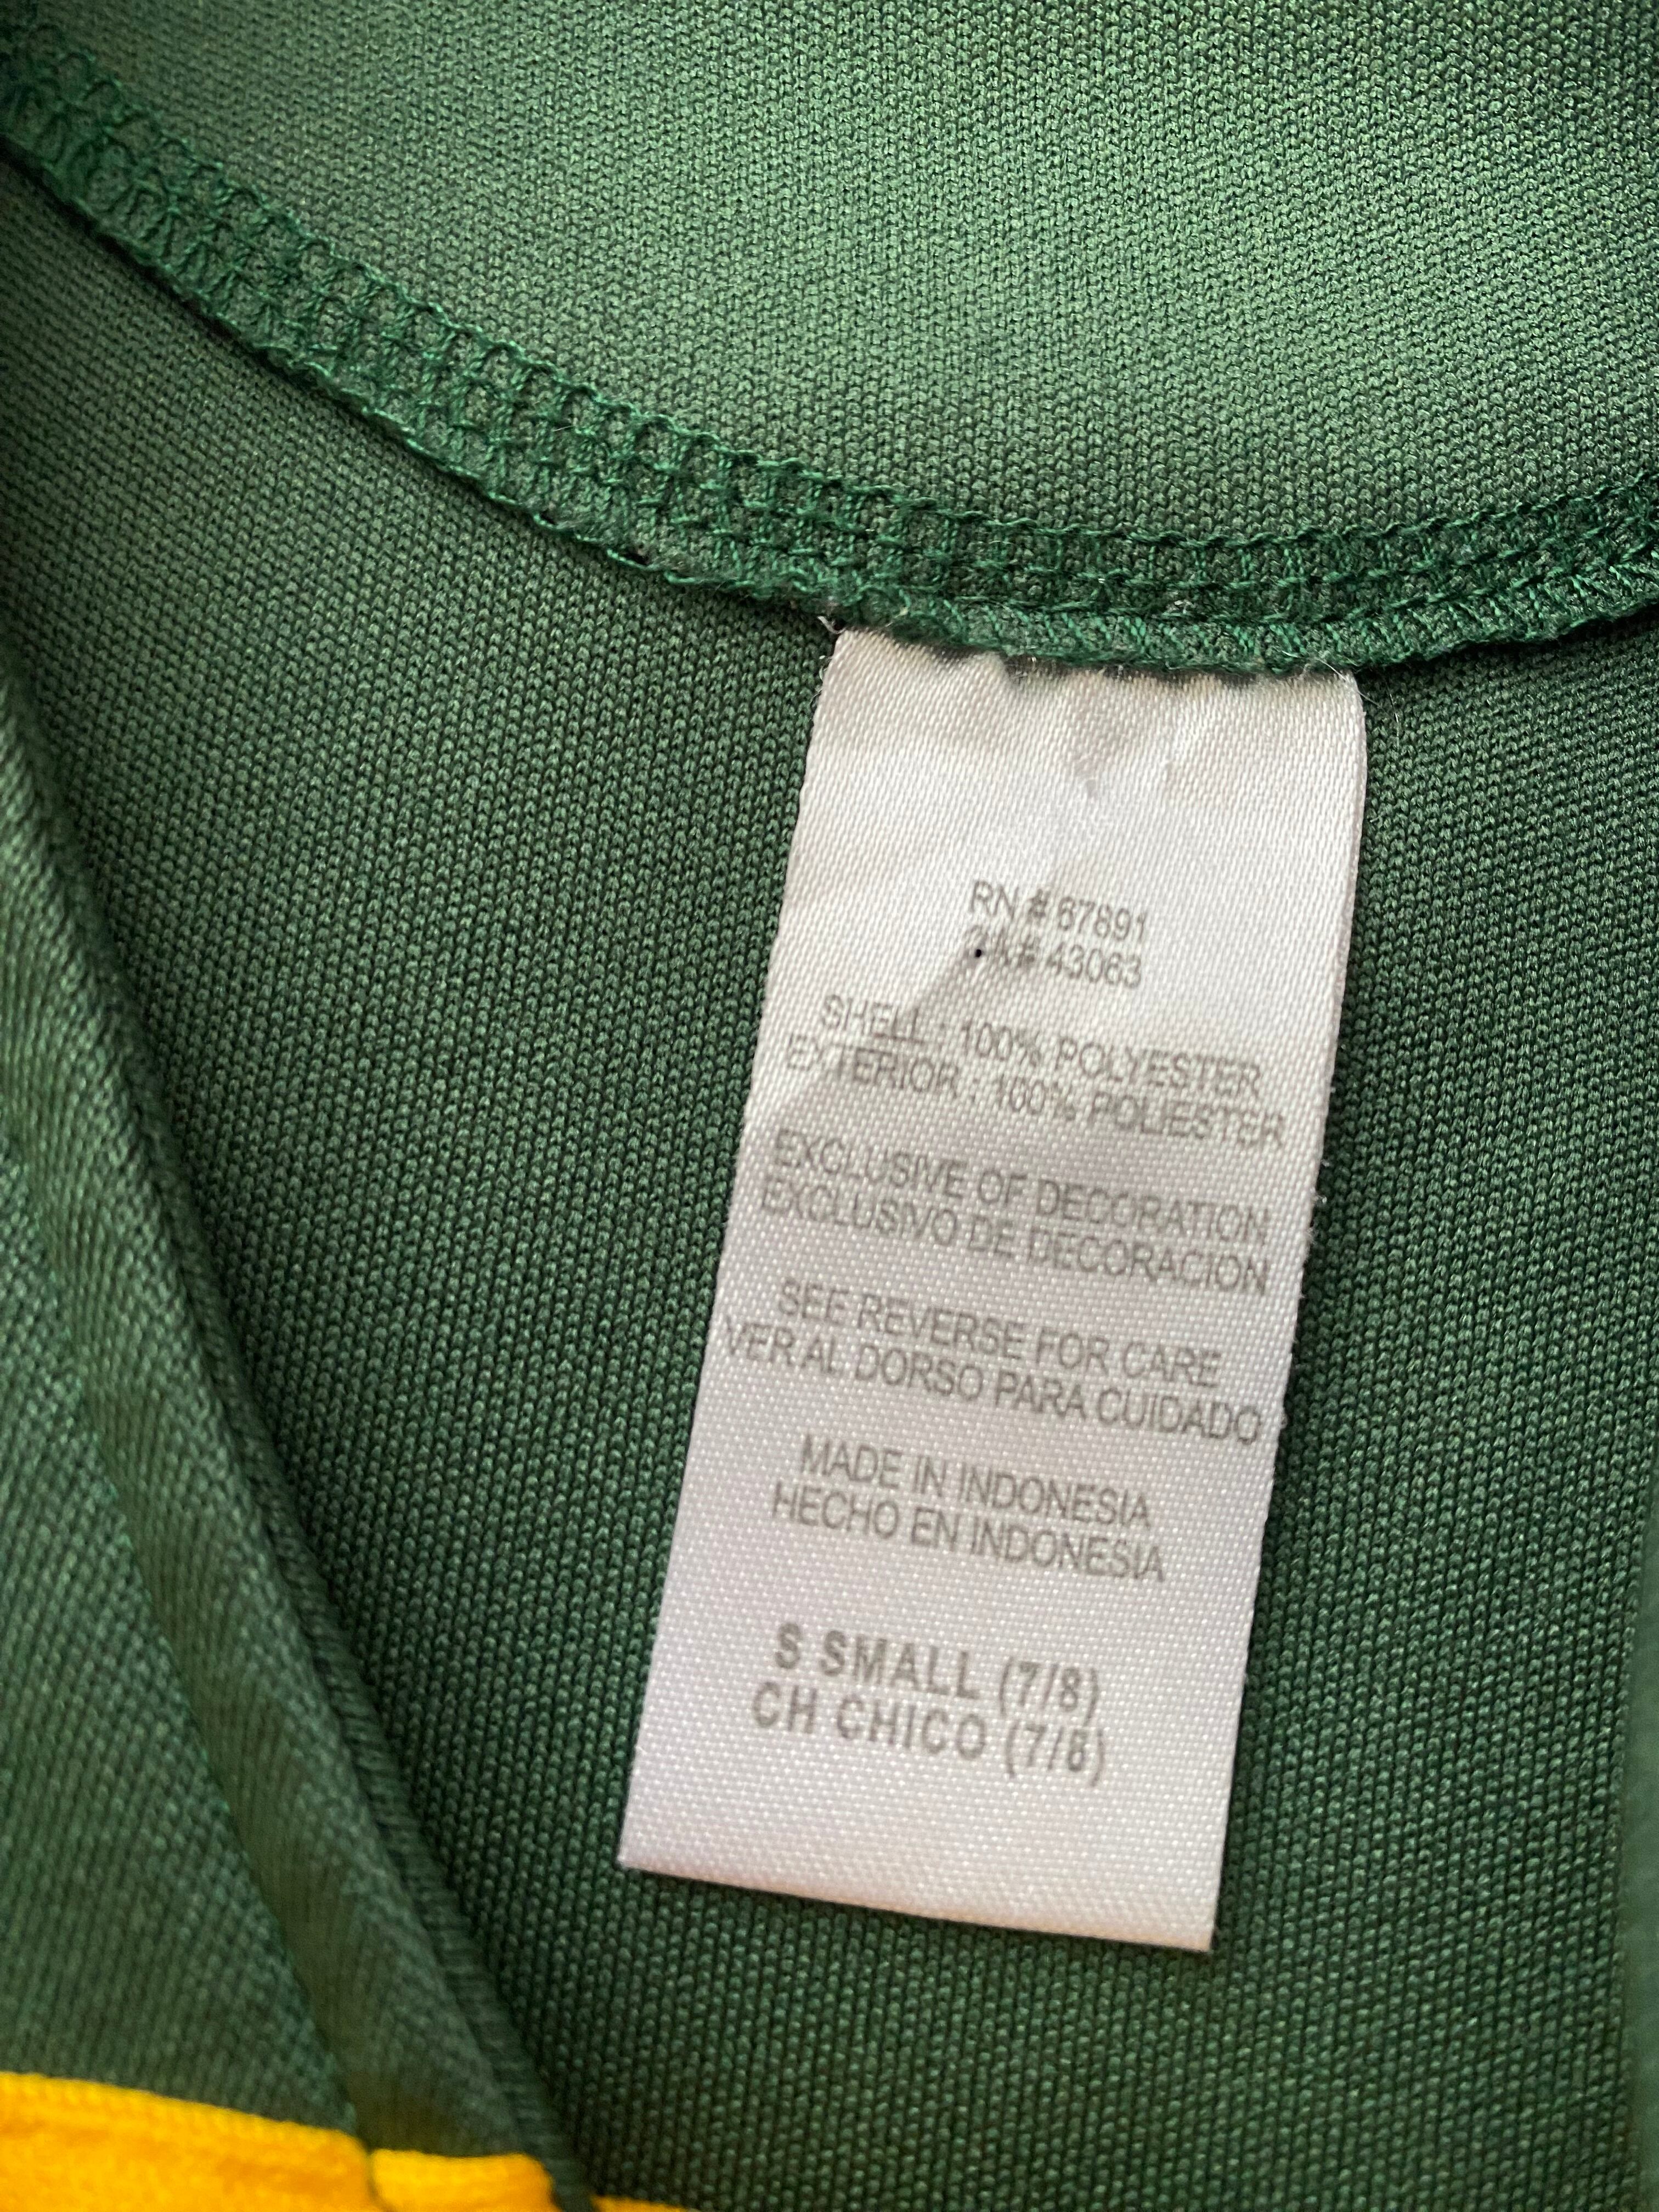 RN # 67891
CA# 43063
SHELL : 100% POLYESTER
EXTERIOR : 100% POLIESTER
EXCLUSIVE OF DECORATION
EXCLUSIVO DE DECORACION
SEE REVERSE FOR CARE
VER AL DORSO PARA CUIDADO
MADE IN INDONESIA
HECHO EN INDONESIA
S SMALL (7/8)
CH CHICO (7/8)